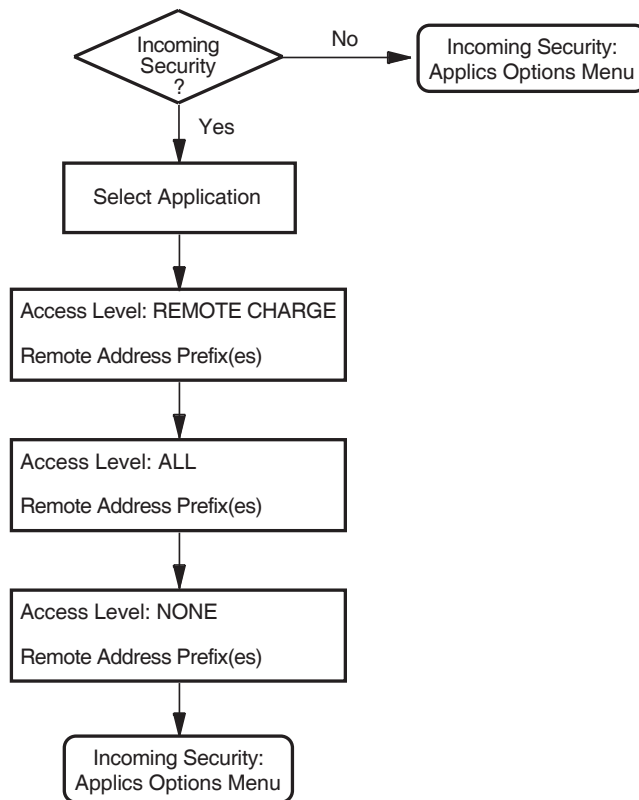 Incoming
Security
?
No
Incoming Security:
Applics Options Menu
Yes
Select Application
Access Level: REMOTE CHARGE
Remote Address Prefix(es)
Access Level: ALL
Remote Address Prefix(es)
Access Level: NONE
Remote Address Prefix(es)
Incoming Security:
Applics Options Menu